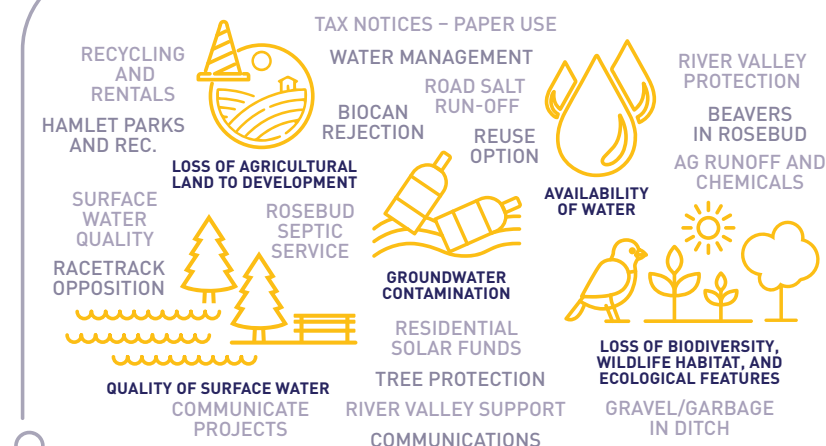 TAX NOTICES – PAPER USE
RECYCLING
AND
RENTALS
WATER MANAGEMENT
RIVER VALLEY
PROTECTION
ROAD SALT
RUN-OFF
HAMLET PARKS
AND REC.
BIOCAN
REJECTION
BEAVERS
IN ROSEBUD
REUSE
OPTION
LOSS OF AGRICULTURAL
LAND TO DEVELOPMENT
AG RUNOFF AND
CHEMICALS
AVAILABILITY
OF WATER
SURFACE
WATER
QUALITY
ROSEBUD
SEPTIC
SERVICE
RACETRACK
OPPOSITION
GROUNDWATER
CONTAMINATION
RESIDENTIAL
SOLAR FUNDS
LOSS OF BIODIVERSITY,
WILDLIFE HABITAT, AND
ECOLOGICAL FEATURES
QUALITY OF SURFACE WATER
TREE PROTECTION
COMMUNICATE
PROJECTS
RIVER VALLEY SUPPORT
GRAVEL/GARBAGE
IN DITCH
COMMUNICATIONS